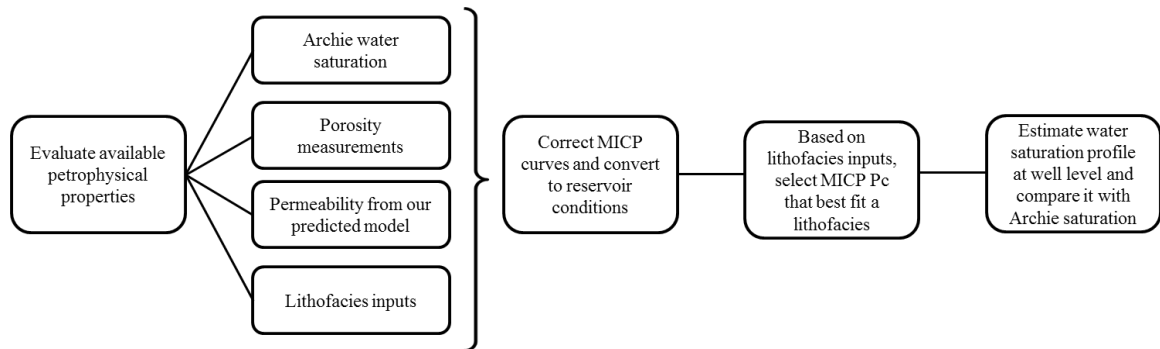 Evaluate available
petrophysical
properties
Archie water
saturation
Porosity
measurements
Permeability from our
predicted model
Lithofacies inputs
Correct MICP
curves and convert
to reservoir
conditions
Based on
lithofacies inputs,
select MICP Pc
that best fit a
lithofacies
Estimate water
saturation profile
at well level and
compare it with
Archie saturation